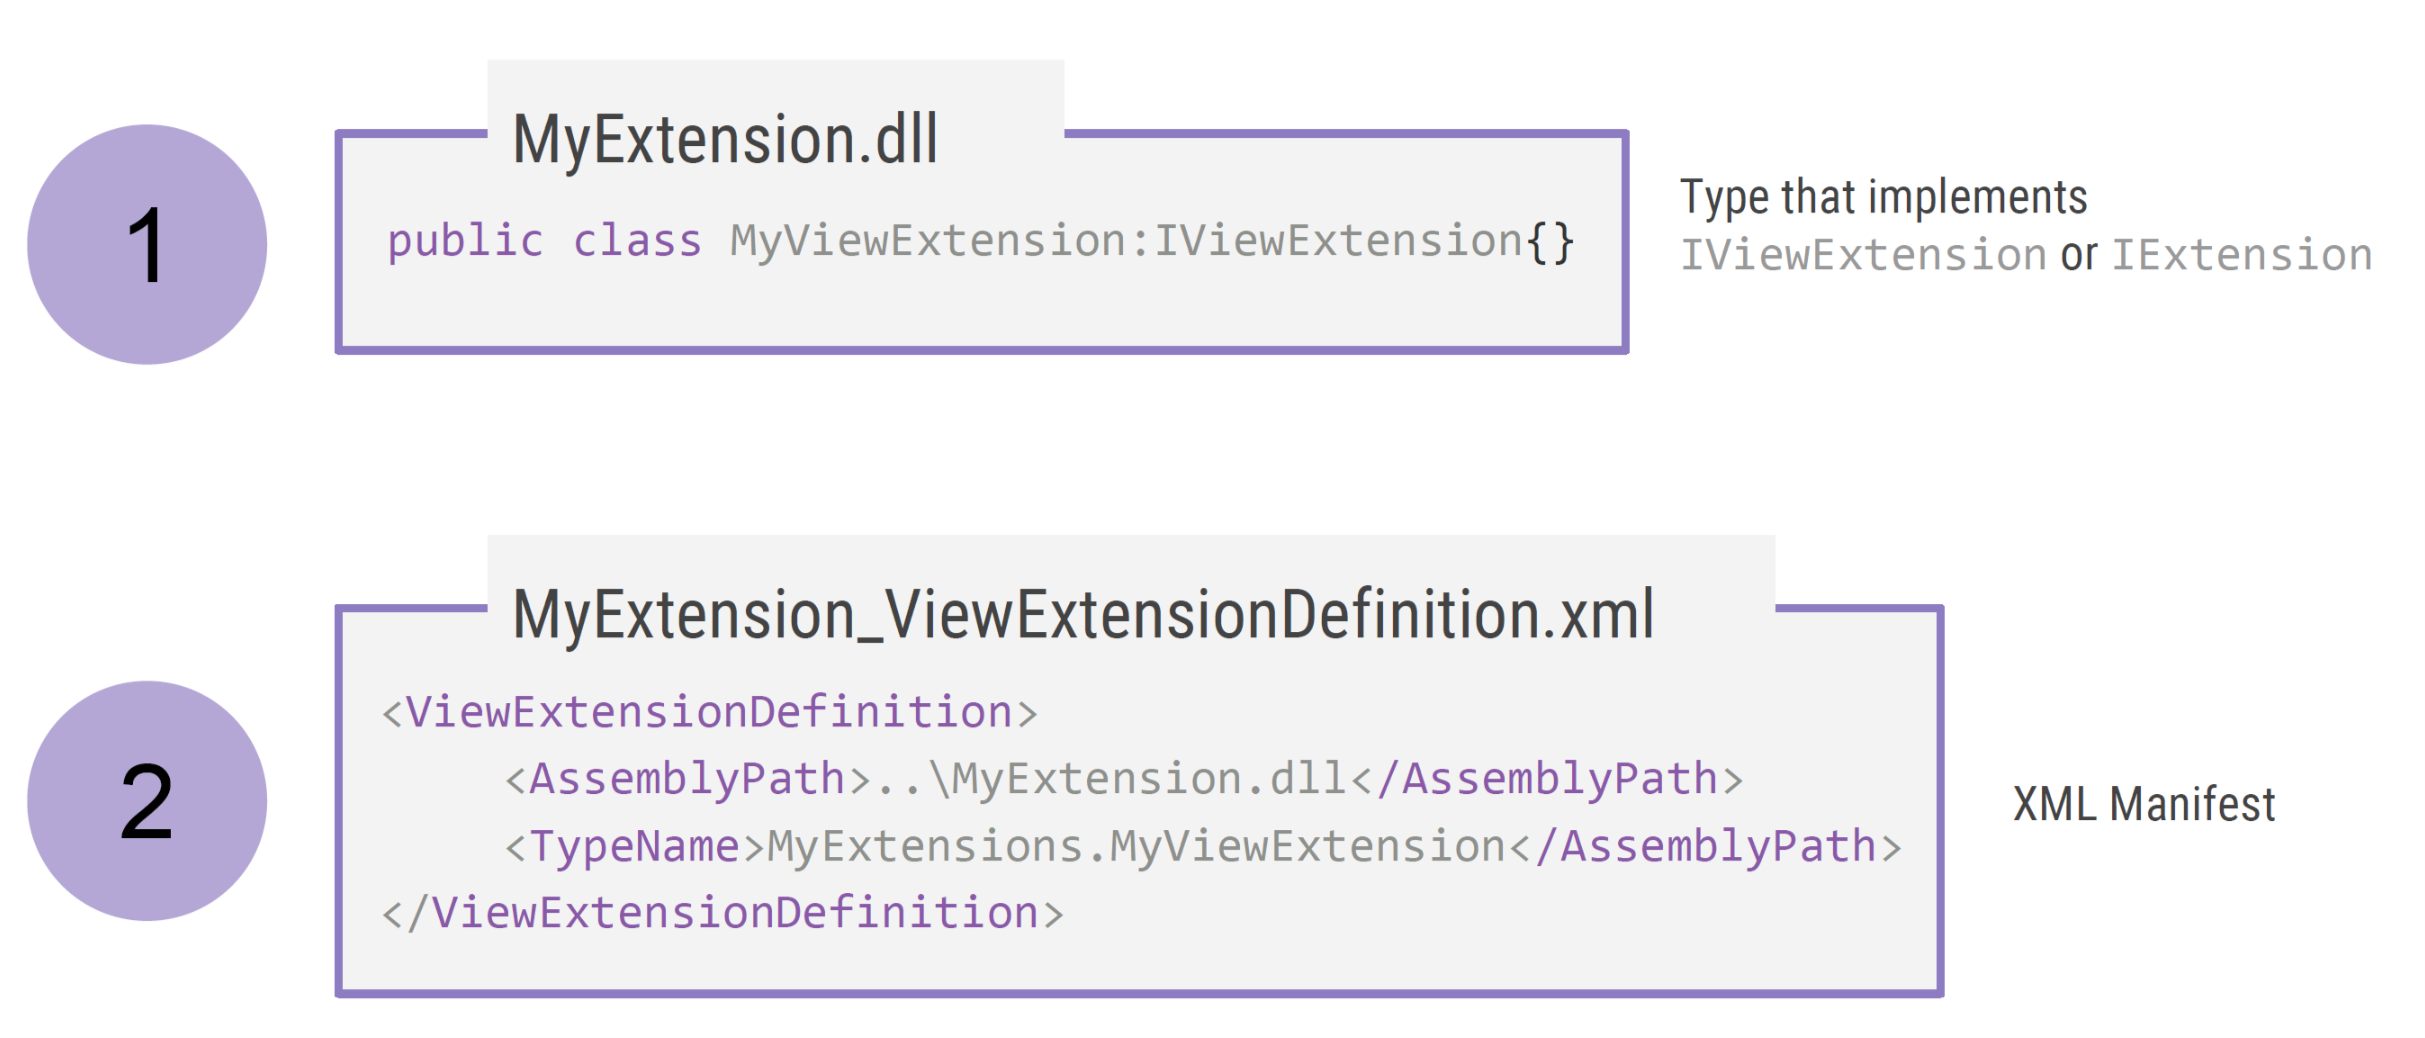 1
MyExtension.dll
public class MyViewExtension:IViewExtension{}
Type that implements
IViewExtension or IExtension
2
MyExtension_ViewExtensionDefinition.xml
<ViewExtensionDefinition>
<AssemblyPath>..\MyExtension.dll</AssemblyPath>
<TypeName>MyExtensions.MyViewExtension</AssemblyPath>
</ViewExtensionDefinition>
XML Manifest